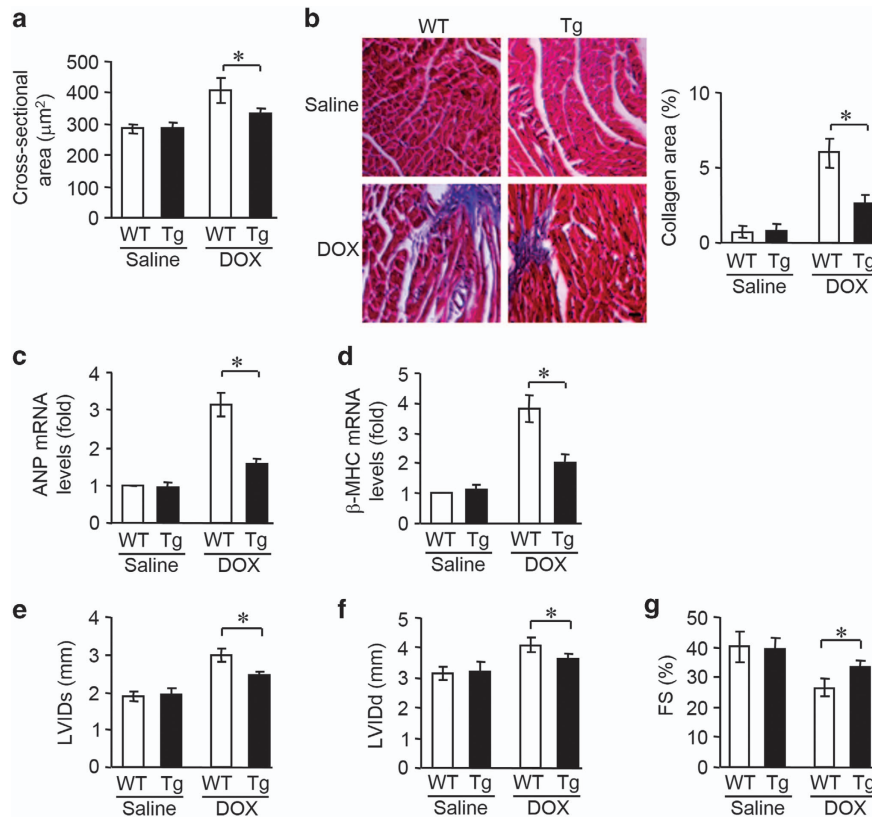 a
Cross-sectional
area (μm²)
500
400
300
200
100
0
*
WT Tg WT Tg
Saline DOX
b
WT Tg
Saline
DOX
Collagen area (%)
10
5
0
*
WT Tg WT Tg
Saline DOX
c
ANP mRNA
levels (fold)
4
3
2
1
0
*
WT Tg WT Tg
Saline DOX
d
β-MHC mRNA
levels (fold)
5
4
3
2
1
0
*
WT Tg WT Tg
Saline DOX
e
LVIDs (mm)
4
3
2
1
0
*
WT Tg WT Tg
Saline DOX
f
LVIDd (mm)
5
4
3
2
1
0
*
WT Tg WT Tg
Saline DOX
g
FS (%)
50
40
30
20
10
0
*
WT Tg WT Tg
Saline DOX